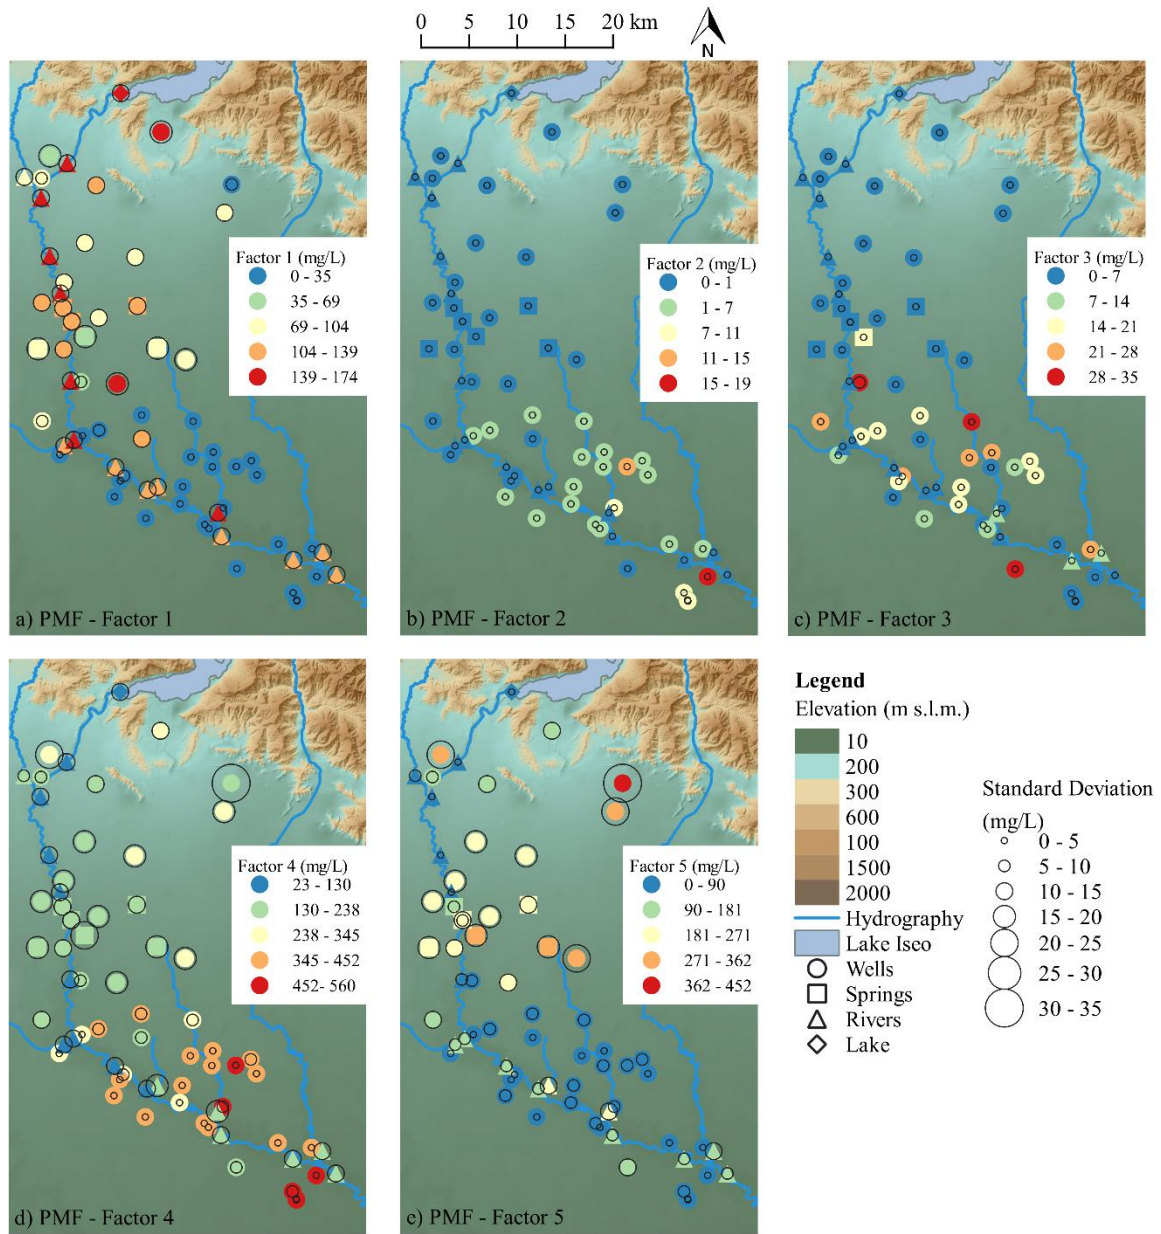 0 5 10 15 20 km
N
Factor 1 (mg/L)
0 - 35
35 - 69
69 - 104
104 - 139
139 - 174
a) PMF - Factor 1
Factor 2 (mg/L)
0 - 1
1 - 7
7 - 11
11 - 15
15 - 19
b) PMF - Factor 2
Factor 3 (mg/L)
0 - 7
7 - 14
14 - 21
21 - 28
28 - 35
c) PMF - Factor 3
Factor 4 (mg/L)
23 - 130
130 - 238
238 - 345
345 - 452
452- 560
d) PMF - Factor 4
Factor 5 (mg/L)
0 - 90
90 - 181
181 - 271
271 - 362
362 - 452
e) PMF - Factor 5
Legend
Elevation (m s.l.m.)
10
200
300
600
100
1500
2000
Hydrography
Lake Iseo
Wells
Springs
Rivers
Lake
Standard Deviation
(mg/L)
0 - 5
5 - 10
10 - 15
15 - 20
20 - 25
25 - 30
30 - 35